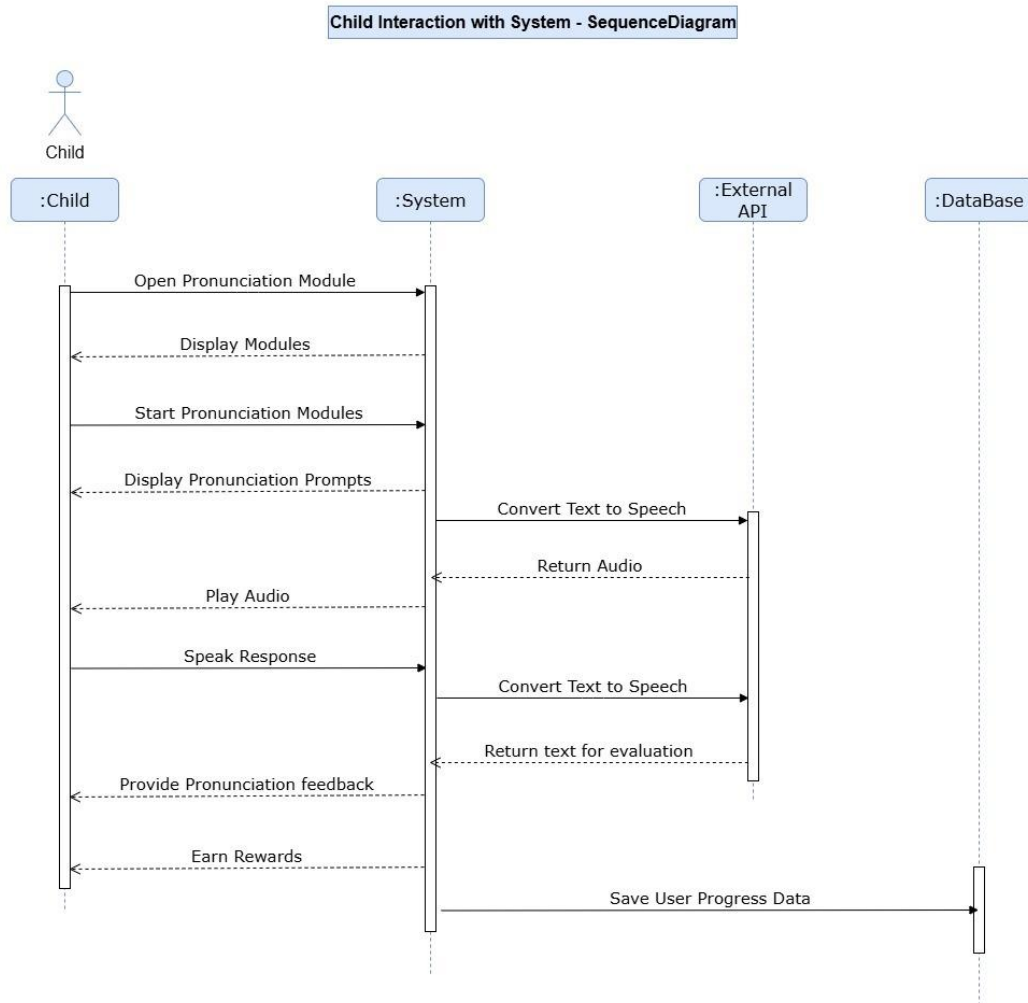 Child Interaction with System - SequenceDiagram
Child
:Child
:System
:External
API
:DataBase
Open Pronunciation Module
Display Modules
Start Pronunciation Modules
Display Pronunciation Prompts
Convert Text to Speech
Return Audio
Play Audio
Speak Response
Convert Text to Speech
Return text for evaluation
Provide Pronunciation feedback
Earn Rewards
Save User Progress Data